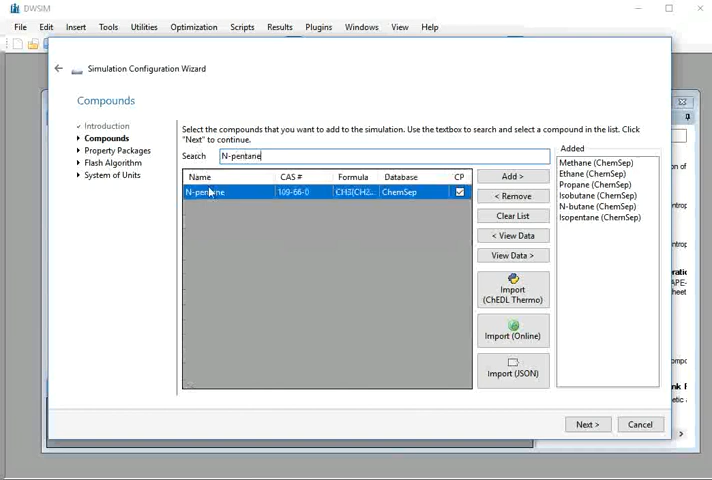 DWSIM
File Edit Insert Tools Utilities Optimization Scripts Results Plugins Windows View Help
Simulation Configuration Wizard
Compounds
Introduction
Compounds
Property Packages
Flash Algorithm
System of Units
Select the compounds that you want to add to the simulation. Use the textbox to search and select a compound in the list. Click
"Next" to continue.
Search N-pentane
Name CAS # Formula Database CP
N-pentane 109-66-0 CH3(CH2... ChemSep
Add >
< Remove
Clear List
< View Data
View Data >
Import
(ChEDL Thermo)
Import (Online)
Import (JSON)
Added
Methane (ChemSep)
Ethane (ChemSep)
Propane (ChemSep)
Isobutane (ChemSep)
N-butane (ChemSep)
Isopentane (ChemSep)
Next >
Cancel